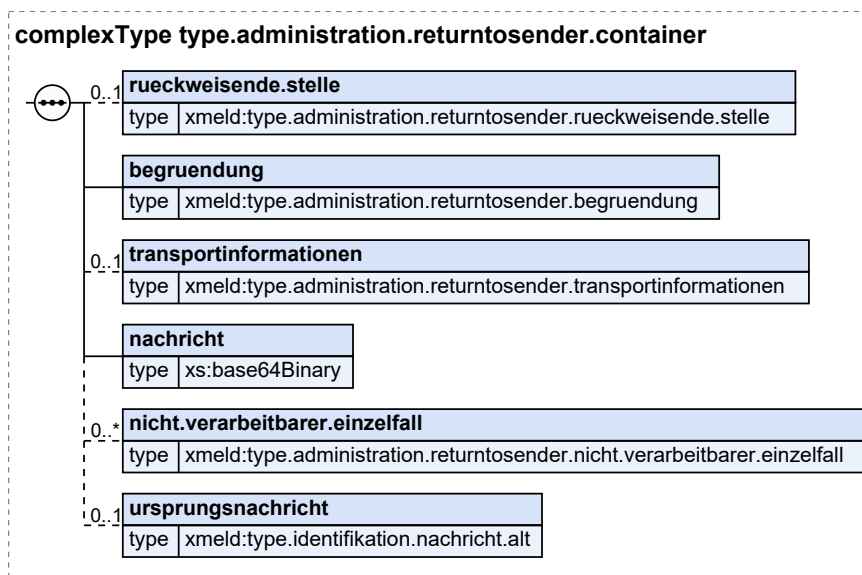 complexType type.administration.returntosender.container
0..1
rueckweisende.stelle
type xmeld:type.administration.returntosender.rueckweisende.stelle
begruendung
type xmeld:type.administration.returntosender.begruendung
0..1
transportinformationen
type xmeld:type.administration.returntosender.transportinformationen
nachricht
type xs:base64Binary
0..*
nicht.verarbeitbarer.einzelfall
type xmeld:type.administration.returntosender.nicht.verarbeitbarer.einzelfall
0..1
ursprungsnachricht
type xmeld:type.identifikation.nachricht.alt